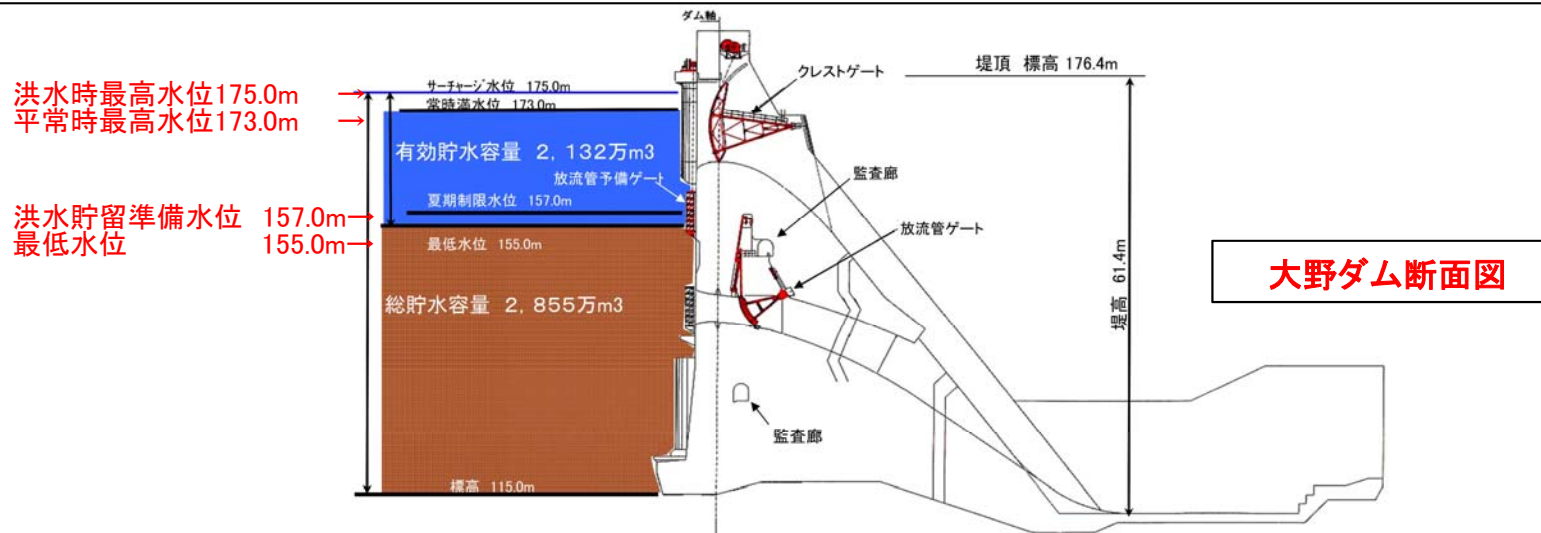 ダム軸
堤頂 標高 176.4m
クレストゲート
サーチャージ水位 175.0m
洪水時最高水位175.0m →
常時満水位 173.0m
平常時最高水位173.0m →
有効貯水容量 2,132万m3
放流管予備ゲート
監査廊
夏期制限水位 157.0m
洪水貯留準備水位 157.0m→
放流管ゲート
最低水位 155.0m
最低水位 155.0m→
堤高 61.4m
大野ダム断面図
総貯水容量 2,855万m3
監査廊
標高 115.0m